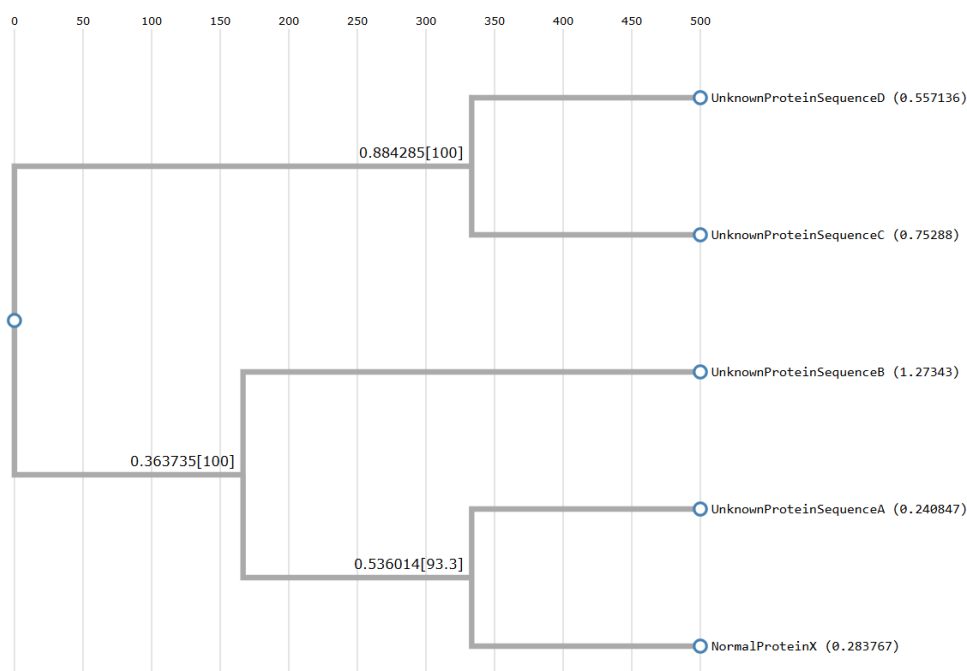 0 50 100 150 200 250 300 350 400 450 500
UnknownProteinSequenceD (0.557136)
0.884285[100]
UnknownProteinSequenceC (0.75288)
UnknownProteinSequenceB (1.27343)
0.363735[100]
UnknownProteinSequenceA (0.240847)
0.536014[93.3]
NormalProteinX (0.283767)